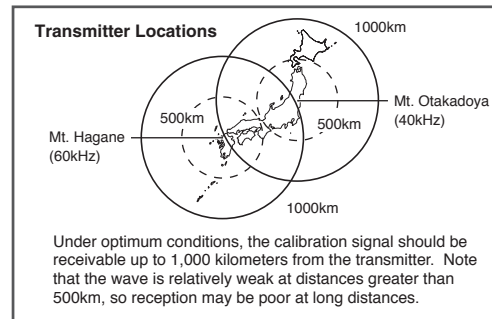 Transmitter Locations
1000km
500km
Mt. Otakadoya
(40kHz)
500km
Mt. Hagane
(60kHz)
1000km
Under optimum conditions, the calibration signal should be
receivable up to 1,000 kilometers from the transmitter. Note
that the wave is relatively weak at distances greater than
500km, so reception may be poor at long distances.